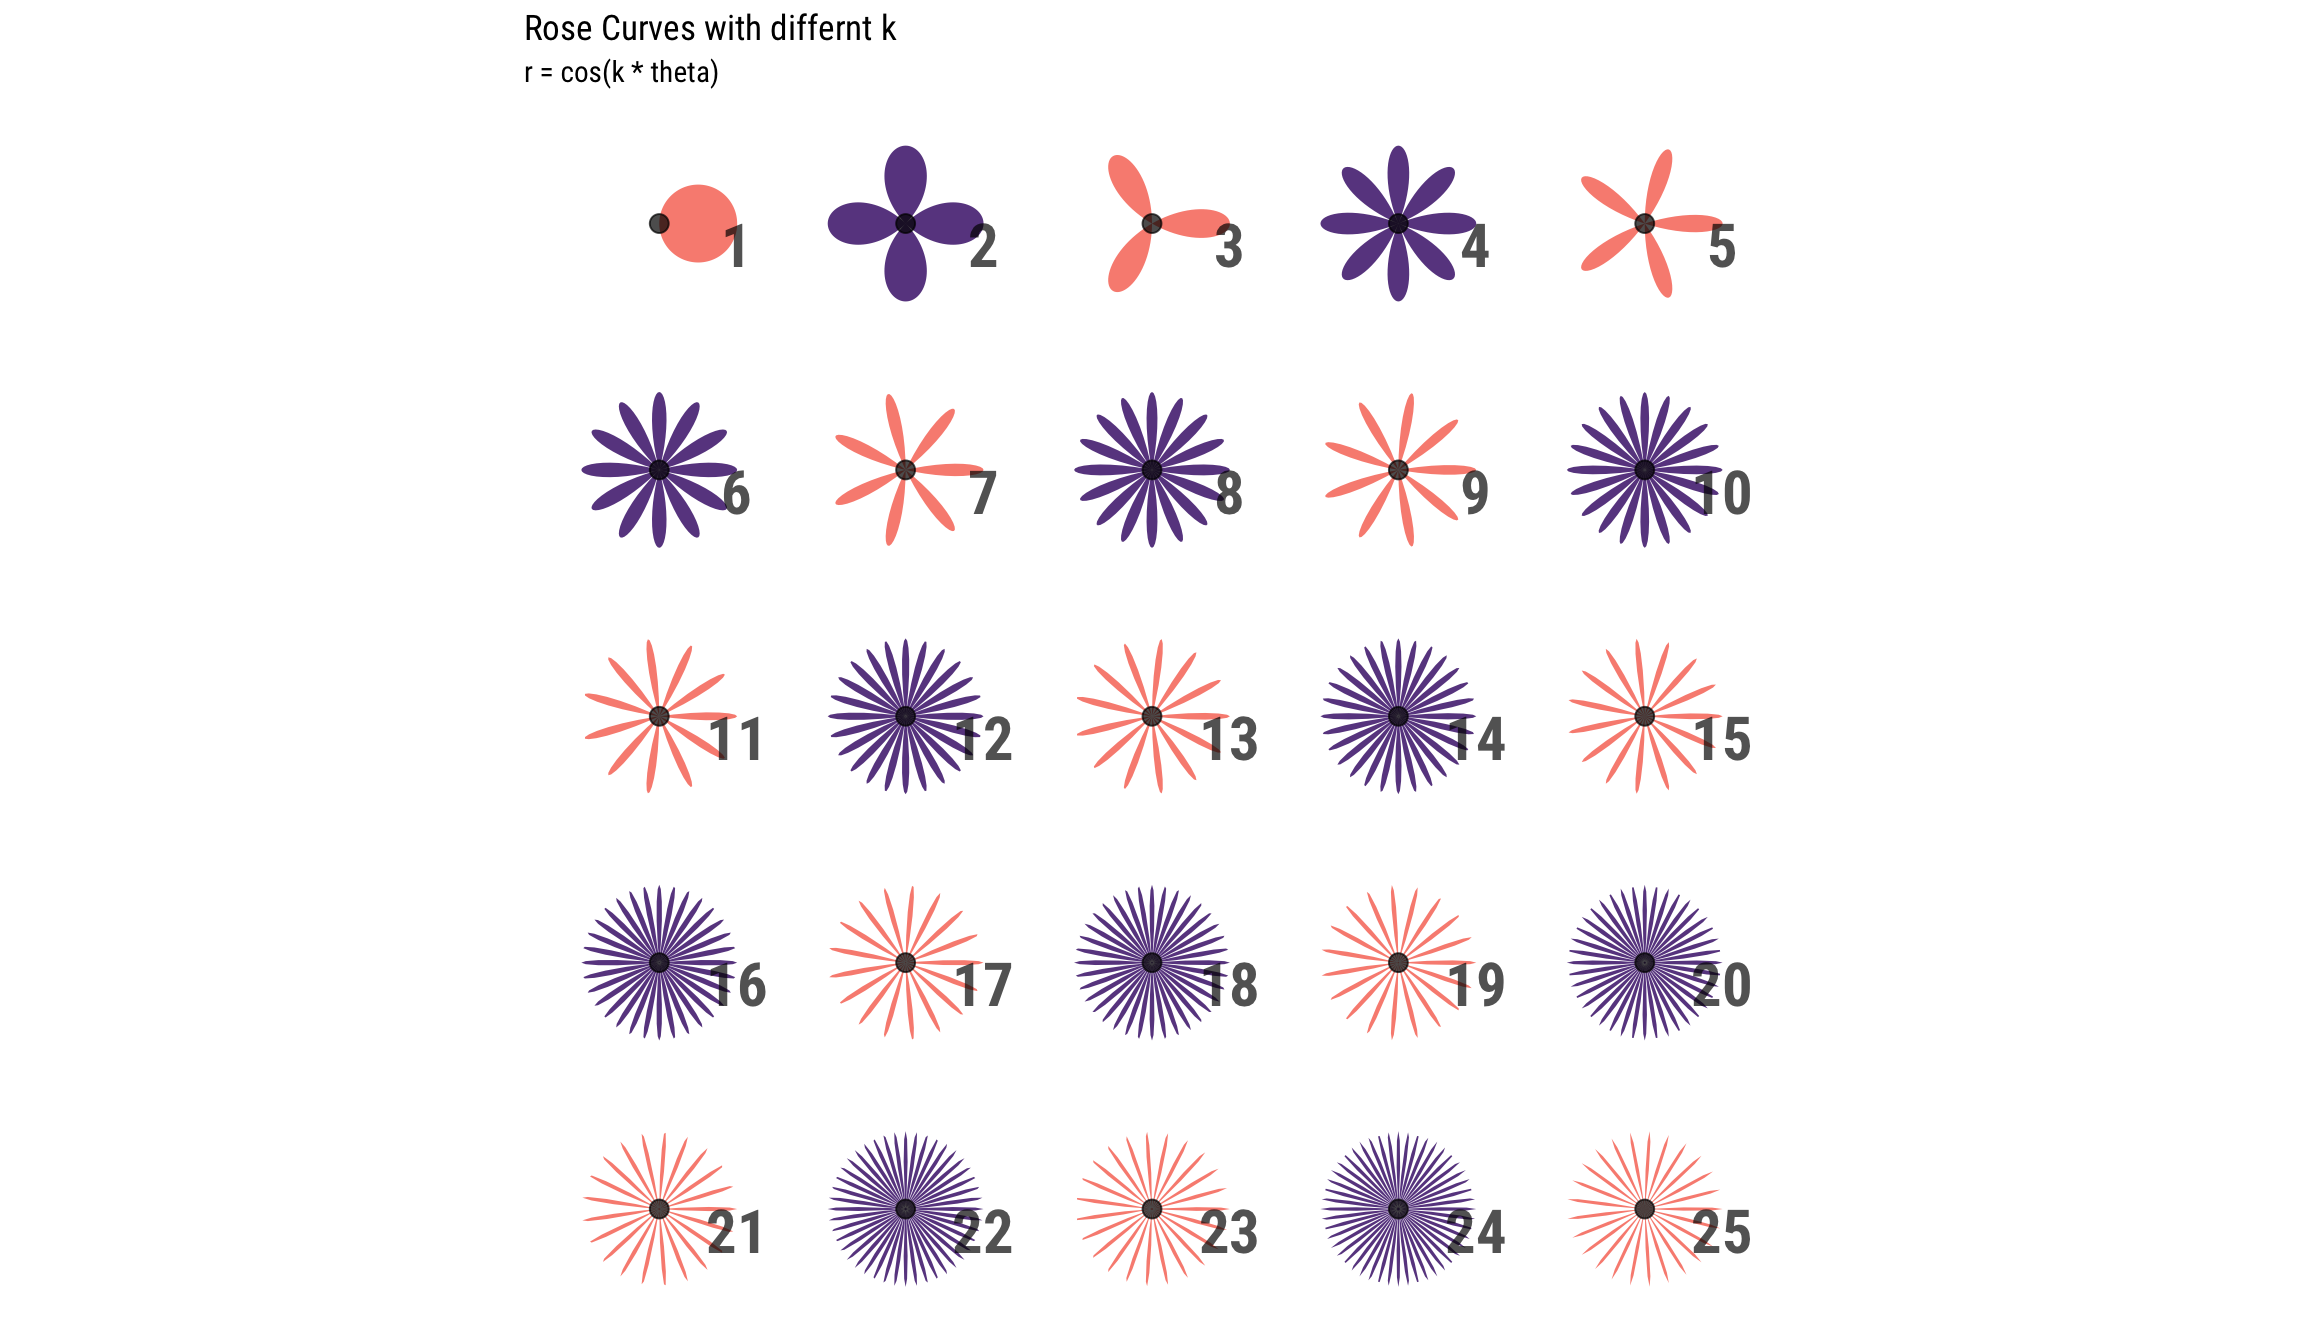 Rose Curves with differnt k
r = cos(k * theta)
1 2 3 4 5
6 7 8 9 10
11 12 13 14 15
16 17 18 19 20
21 22 23 24 25